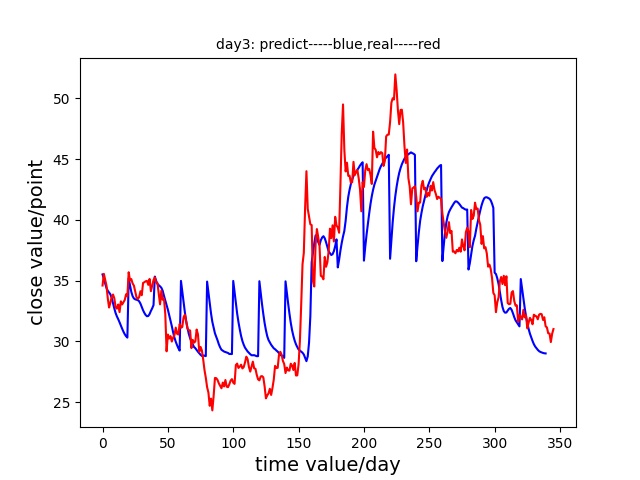 day3: predict-----blue,real-----red
close value/point
50
45
40
35
30
25
0 50 100 150 200 250 300 350
time value/day